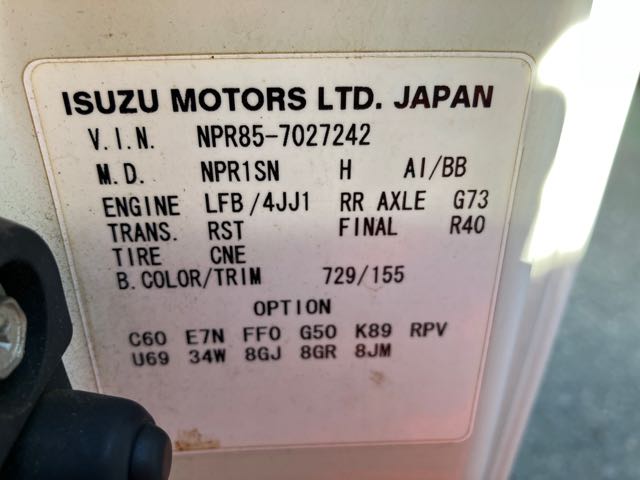 ISUZU MOTORS LTD. JAPAN
V.I.N. NPR85-7027242
M.D. NPR1SN H AI/BB
ENGINE LFB/4JJ1 RR AXLE G73
TRANS. RST FINAL R40
TIRE CNE
B.COLOR/TRIM 729/155
OPTION
C60 E7N FF0 G50 K89 RPV
U69 34W 8GJ 8GR 8JM